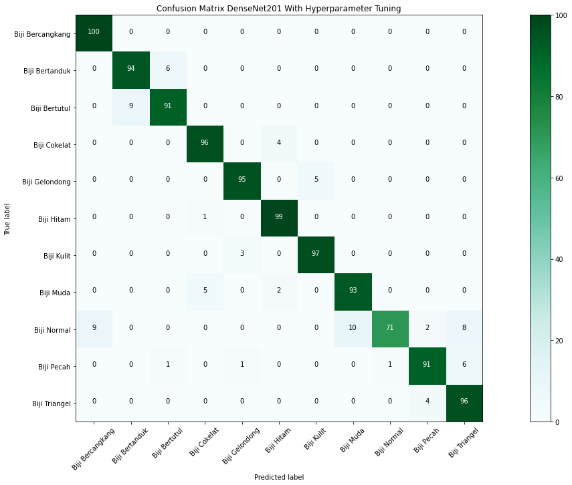 Confusion Matrix DenseNet201 With Hyperparameter Tuning
Biji Bercangkang 100 0 0 0 0 0 0 0 0 0 0
Biji Bertanduk 0 94 6 0 0 0 0 0 0 0 0
Biji Bertutul 0 9 91 0 0 0 0 0 0 0 0
Biji Cokelat 0 0 0 96 0 4 0 0 0 0 0
Biji Gelondong 0 0 0 0 95 0 5 0 0 0 0
Biji Hitam 0 0 0 1 0 99 0 0 0 0 0
Biji Kulit 0 0 0 0 3 0 97 0 0 0 0
Biji Muda 0 0 0 5 0 2 0 93 0 0 0
Biji Normal 9 0 0 0 0 0 0 10 71 2 8
Biji Pecah 0 0 1 0 1 0 0 0 1 91 6
Biji Triangel 0 0 0 0 0 0 0 0 0 4 96
True label
Biji Bercangkang Biji Bertanduk Biji Bertutul Biji Cokelat Biji Gelondong Biji Hitam Biji Kulit Biji Muda Biji Normal Biji Pecah Biji Triangel
Predicted label
100
80
60
40
20
0